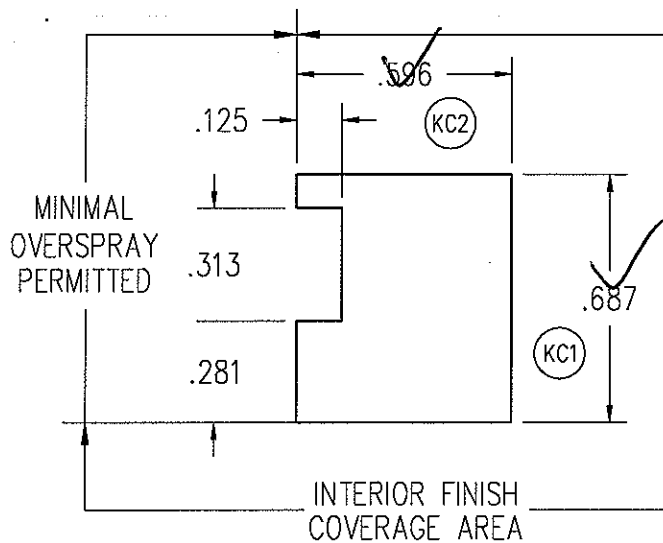 .596
.125
KC2
MINIMAL
OVERSPRAY
PERMITTED
.313
.687
.281
KC1
INTERIOR FINISH
COVERAGE AREA